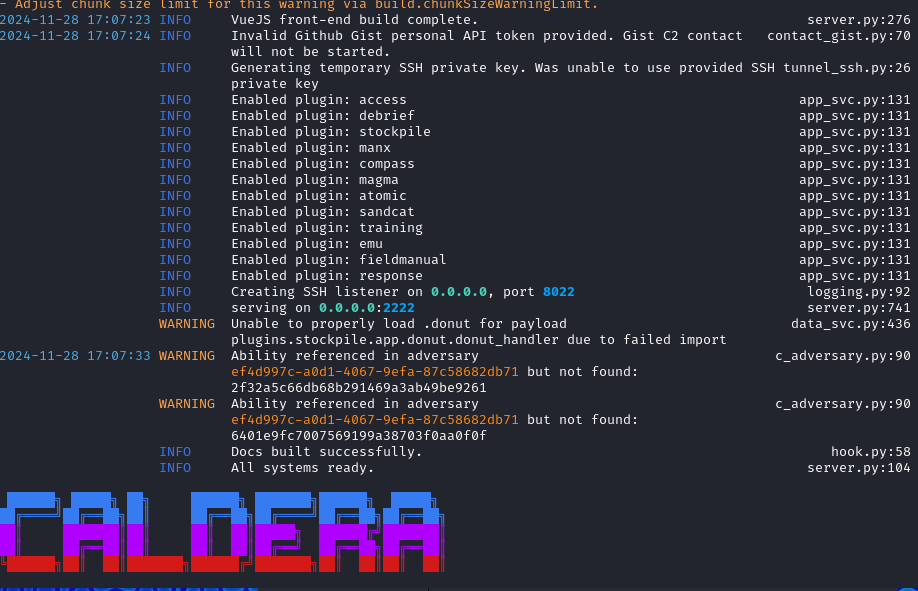 - Adjust chunk size limit for this warning via build.chunkSizeWarningLimit.
2024-11-28 17:07:23 INFO VueJS front-end build complete. server.py:276
2024-11-28 17:07:24 INFO Invalid Github Gist personal API token provided. Gist C2 contact contact_gist.py:70
will not be started.
INFO Generating temporary SSH private key. Was unable to use provided SSH tunnel_ssh.py:26
private key
INFO Enabled plugin: access app_svc.py:131
INFO Enabled plugin: debrief app_svc.py:131
INFO Enabled plugin: stockpile app_svc.py:131
INFO Enabled plugin: manx app_svc.py:131
INFO Enabled plugin: compass app_svc.py:131
INFO Enabled plugin: magma app_svc.py:131
INFO Enabled plugin: atomic app_svc.py:131
INFO Enabled plugin: sandcat app_svc.py:131
INFO Enabled plugin: training app_svc.py:131
INFO Enabled plugin: emu app_svc.py:131
INFO Enabled plugin: fieldmanual app_svc.py:131
INFO Enabled plugin: response app_svc.py:131
INFO Creating SSH listener on 0.0.0.0, port 8022 logging.py:92
INFO serving on 0.0.0.0:2222 server.py:741
WARNING Unable to properly load .donut for payload data_svc.py:436
plugins.stockpile.app.donut.donut_handler due to failed import
2024-11-28 17:07:33 WARNING Ability referenced in adversary c_adversary.py:90
ef4d997c-a0d1-4067-9efa-87c58682db71 but not found:
2f32a5c66db68b291469a3ab49be9261
WARNING Ability referenced in adversary c_adversary.py:90
ef4d997c-a0d1-4067-9efa-87c58682db71 but not found:
6401e9fc7007569199a38703f0aa0f0f
INFO Docs built successfully. hook.py:58
INFO All systems ready. server.py:104
CALDERA